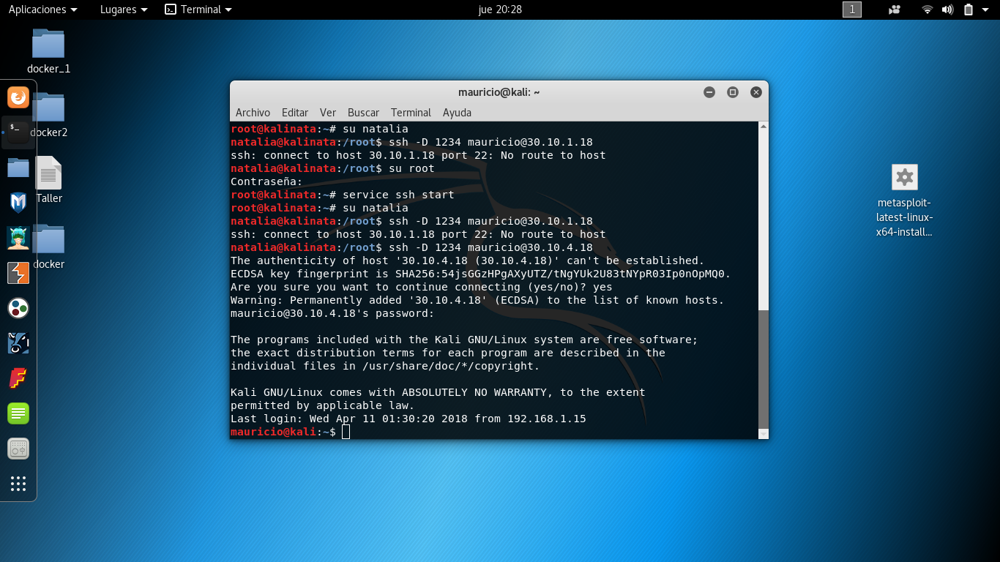 Aplicaciones Lugares Terminal jue 20:28 1
docker_1
docker2
Taller
docker
metasploit-
latest-linux-
x64-install...
mauricio@kali: ~
Archivo Editar Ver Buscar Terminal Ayuda
root@kalinata:~# su natalia
natalia@kalinata:/root$ ssh -D 1234 mauricio@30.10.1.18
ssh: connect to host 30.10.1.18 port 22: No route to host
natalia@kalinata:/root$ su root
Contraseña:
root@kalinata:~# service ssh start
root@kalinata:~# su natalia
natalia@kalinata:/root$ ssh -D 1234 mauricio@30.10.1.18
ssh: connect to host 30.10.1.18 port 22: No route to host
natalia@kalinata:/root$ ssh -D 1234 mauricio@30.10.4.18
The authenticity of host '30.10.4.18 (30.10.4.18)' can't be established.
ECDSA key fingerprint is SHA256:54jsGGzHPgAXyUTZ/tNgYUk2U83tNYpR03Ip0nOpMQ0.
Are you sure you want to continue connecting (yes/no)? yes
Warning: Permanently added '30.10.4.18' (ECDSA) to the list of known hosts.
mauricio@30.10.4.18's password:
The programs included with the Kali GNU/Linux system are free software;
the exact distribution terms for each program are described in the
individual files in /usr/share/doc/*/copyright.
Kali GNU/Linux comes with ABSOLUTELY NO WARRANTY, to the extent
permitted by applicable law.
Last login: Wed Apr 11 01:30:20 2018 from 192.168.1.15
mauricio@kali:~$